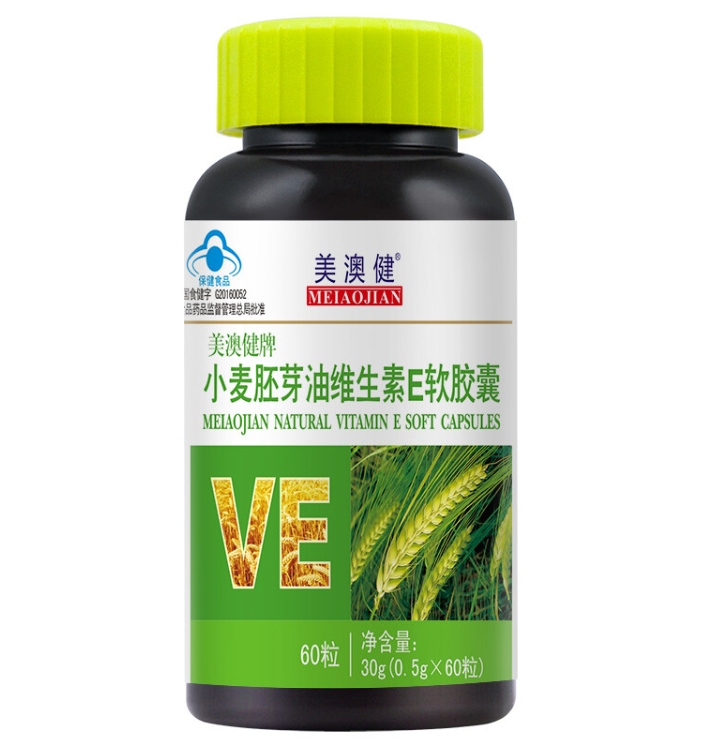 保健食品
国食健字 G20160052
食品药品监督管理总局批准
美澳健®
MEIAOJIAN
美澳健牌
小麦胚芽油维生素E软胶囊
MEIAOJIAN NATURAL VITAMIN E SOFT CAPSULES
VE
60粒
净含量：
30g(0.5g×60粒)